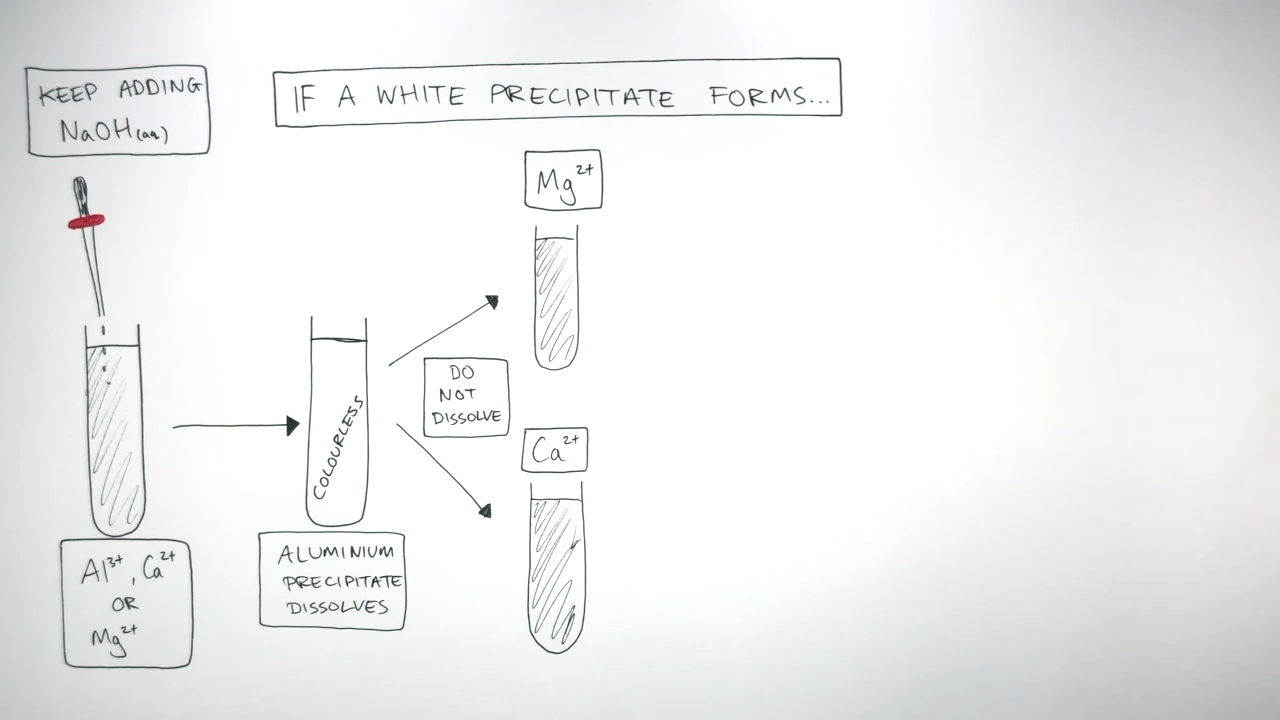 KEEP ADDING
NaOH(aq)
IF A WHITE PRECIPITATE FORMS...
Mg²⁺
DO
NOT
DISSOLVE
COLOURLESS
Ca²⁺
Al³⁺, Ca²⁺
OR
Mg²⁺
ALUMINIUM
PRECIPITATE
DISSOLVES